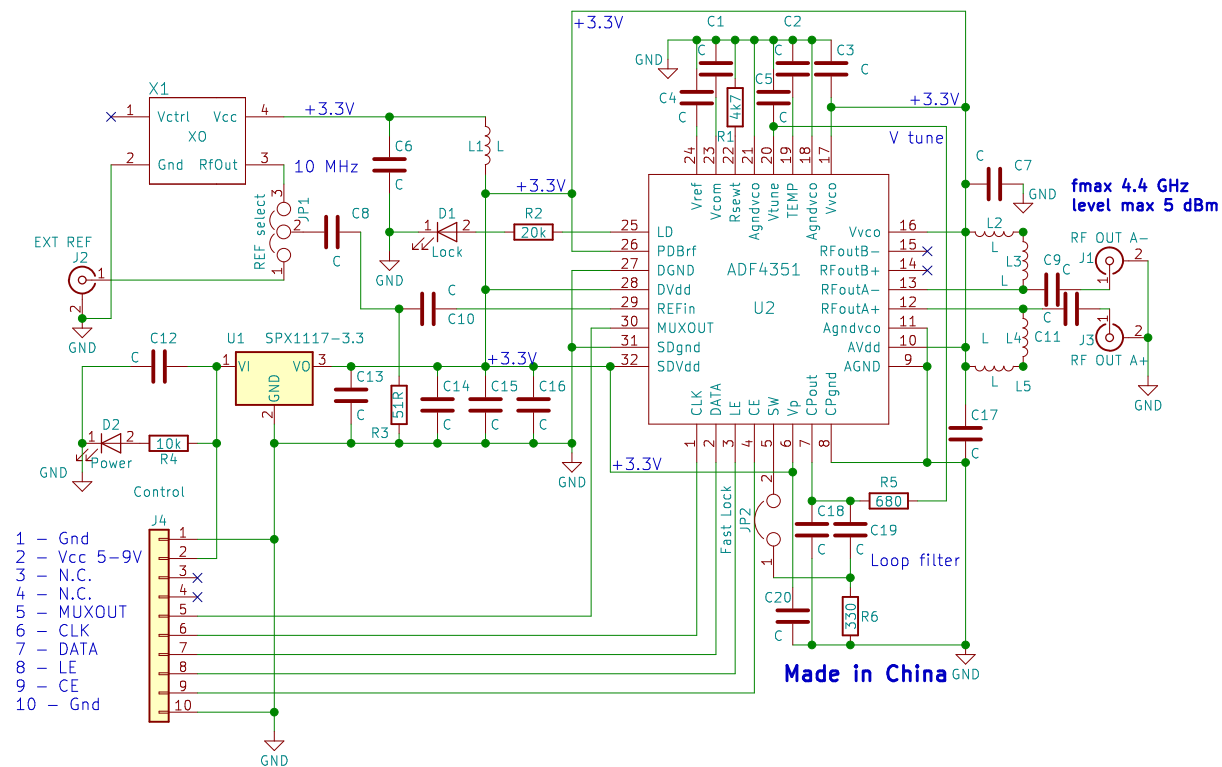 +3.3V
C1
C2
C
C
C3
C
GND
C4
C
C5
C
4k7
R1
+3.3V
V tune
X1
1
Vctrl
Vcc
4
XO
2
Gnd
RfOut
3
+3.3V
10 MHz
C6
C
L1
L
+3.3V
24
23
22
21
20
19
18
17
Vref
Vcom
Rsewt
Agndvco
Vtune
TEMP
Agndvco
Vvco
C
C7
GND
fmax 4.4 GHz
level max 5 dBm
REF select
3
2
1
JP1
C8
C
D1
1
2
Lock
GND
R2
20k
25
LD
26
PDBrf
27
DGND
28
DVdd
29
REFin
30
MUXOUT
31
SDgnd
32
SDVdd
ADF4351
U2
Vvco
16
RFoutB-
15
RFoutB+
14
RFoutA-
13
RFoutA+
12
Agndvco
11
AVdd
10
AGND
9
L2
L
L3
L
C9
C
C
C11
L
L4
L
L5
RF OUT A-
J1
1
2
J3
1
2
RF OUT A+
GND
EXT REF
J2
1
2
GND
C
C10
C12
C
U1
SPX1117-3.3
1
VI
VO
3
GND
2
+3.3V
C13
C
51R
R3
C14
C
C15
C
C16
C
GND
D2
1
2
Power
GND
10k
R4
CLK
DATA
LE
CE
SW
Vp
CPout
CPgnd
1
2
3
4
5
6
7
8
+3.3V
C17
C
R5
680
2
JP2
1
Fast Lock
C18
C
C19
C
Loop filter
C20
C
330
R6
GND
Made in China
Control
J4
1
2
3
4
5
6
7
8
9
10
1 - Gnd
2 - Vcc 5-9V
3 - N.C.
4 - N.C.
5 - MUXOUT
6 - CLK
7 - DATA
8 - LE
9 - CE
10 - Gnd
GND